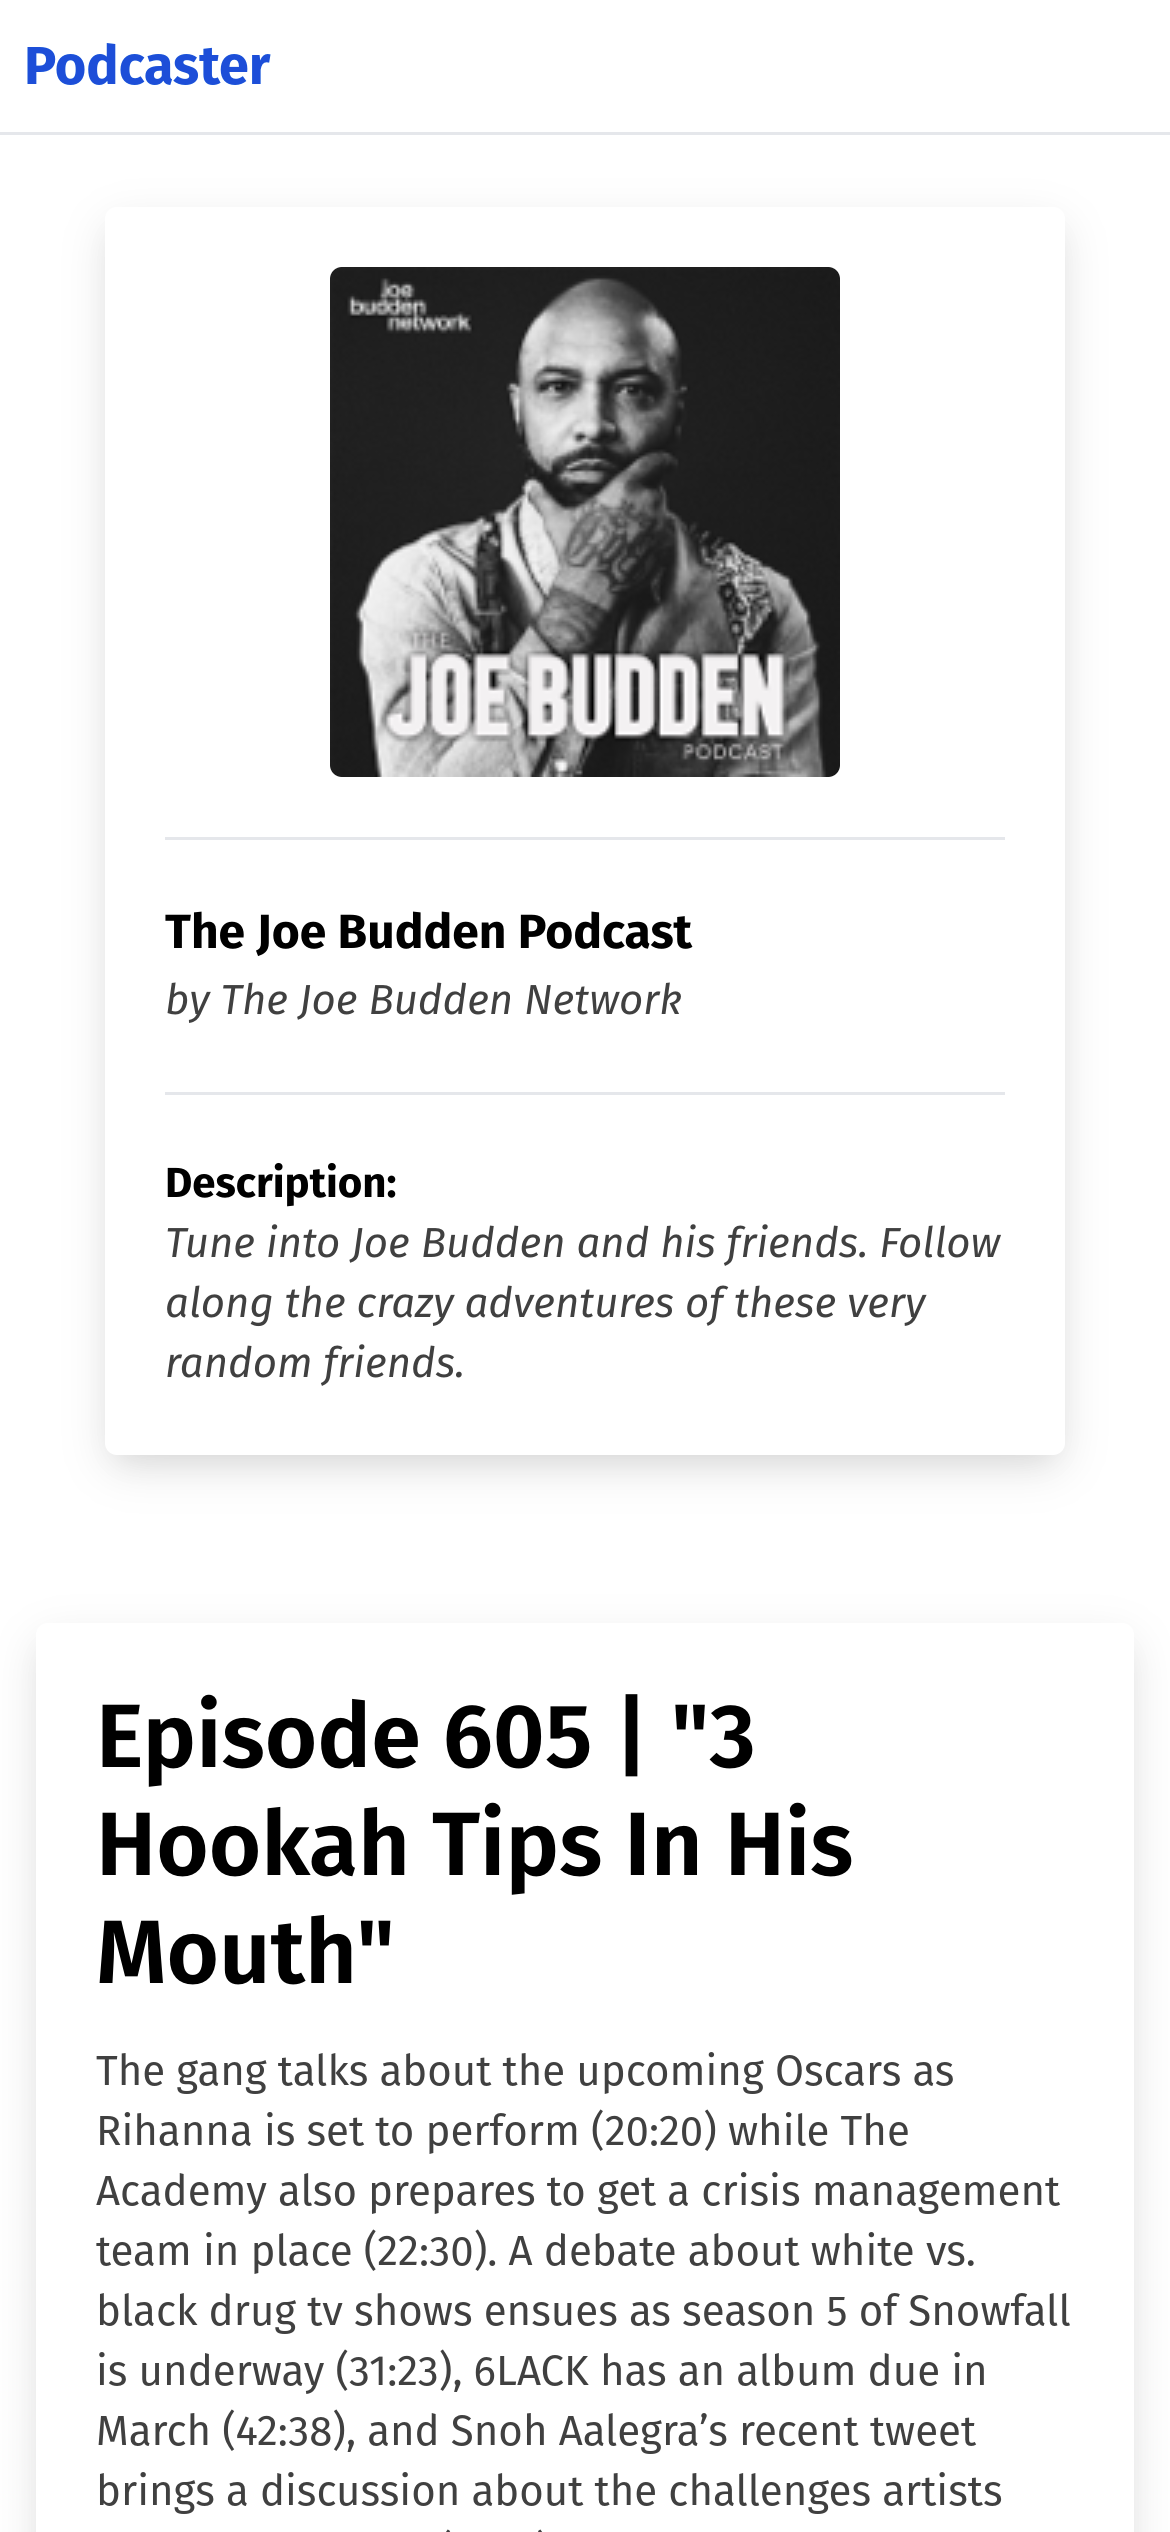 Podcaster
joe
budden
network
THE
JOE BUDDEN
PODCAST
The Joe Budden Podcast
by The Joe Budden Network
Description:
Tune into Joe Budden and his friends. Follow
along the crazy adventures of these very
random friends.
Episode 605 | "3
Hookah Tips In His
Mouth"
The gang talks about the upcoming Oscars as
Rihanna is set to perform (20:20) while The
Academy also prepares to get a crisis management
team in place (22:30). A debate about white vs.
black drug tv shows ensues as season 5 of Snowfall
is underway (31:23), 6LACK has an album due in
March (42:38), and Snoh Aalegra’s recent tweet
brings a discussion about the challenges artists